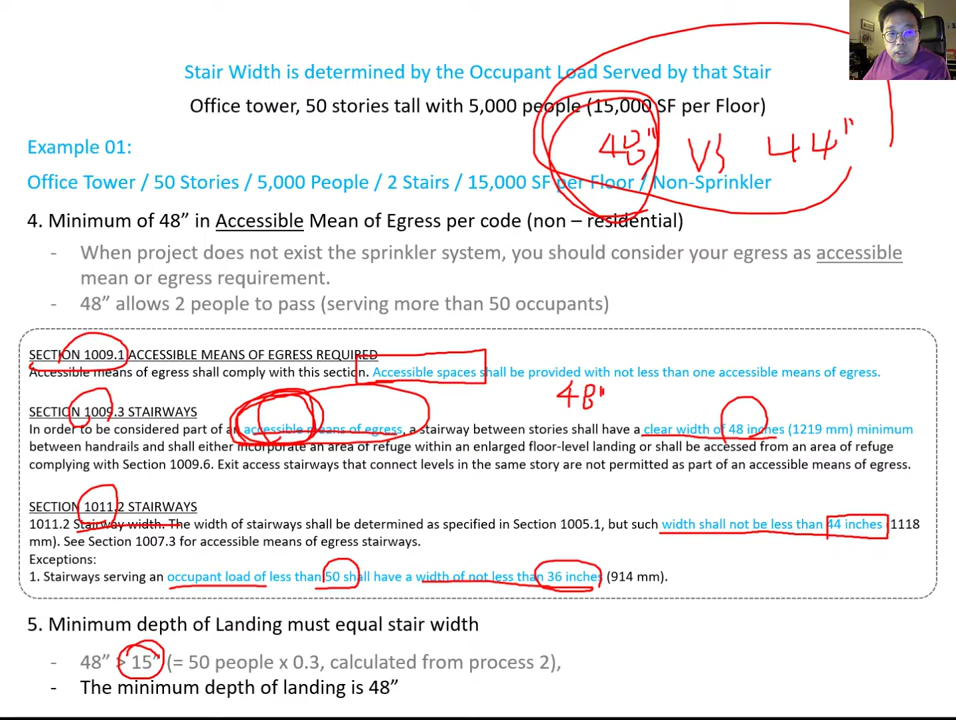 Stair Width is determined by the Occupant Load Served by that Stair
Office tower, 50 stories tall with 5,000 people (15,000 SF per Floor)
48" VS 44"
Example 01:
Office Tower / 50 Stories / 5,000 People / 2 Stairs / 15,000 SF per Floor / Non-Sprinkler
4. Minimum of 48” in Accessible Mean of Egress per code (non – residential)
- When project does not exist the sprinkler system, you should consider your egress as accessible
mean or egress requirement.
- 48” allows 2 people to pass (serving more than 50 occupants)
SECTION 1009.1 ACCESSIBLE MEANS OF EGRESS REQUIRED
Accessible means of egress shall comply with this section. Accessible spaces shall be provided with not less than one accessible means of egress.
48"
SECTION 1009.3 STAIRWAYS
In order to be considered part of an accessible means of egress, a stairway between stories shall have a clear width of 48 inches (1219 mm) minimum
between handrails and shall either incorporate an area of refuge within an enlarged floor-level landing or shall be accessed from an area of refuge
complying with Section 1009.6. Exit access stairways that connect levels in the same story are not permitted as part of an accessible means of egress.
SECTION 1011.2 STAIRWAYS
1011.2 Stairway width. The width of stairways shall be determined as specified in Section 1005.1, but such width shall not be less than 44 inches (1118
mm). See Section 1007.3 for accessible means of egress stairways.
Exceptions:
1. Stairways serving an occupant load of less than 50 shall have a width of not less than 36 inches (914 mm).
5. Minimum depth of Landing must equal stair width
- 48” > 15” (= 50 people x 0.3, calculated from process 2),
- The minimum depth of landing is 48”